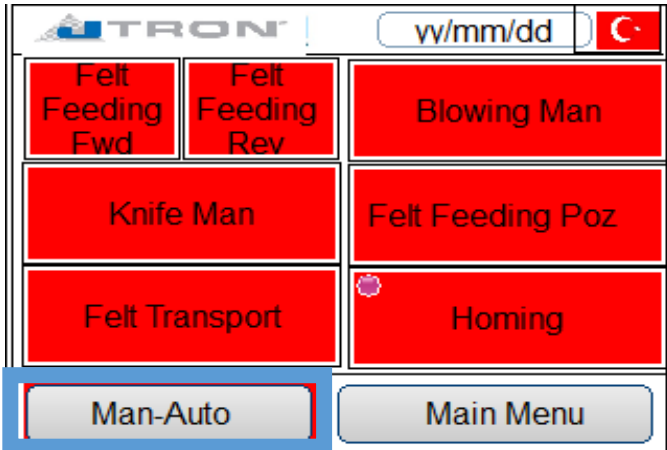 TRON
yy/mm/dd
Felt
Feeding
Fwd
Felt
Feeding
Rev
Blowing Man
Knife Man
Felt Feeding Poz
Felt Transport
Homing
Man-Auto
Main Menu